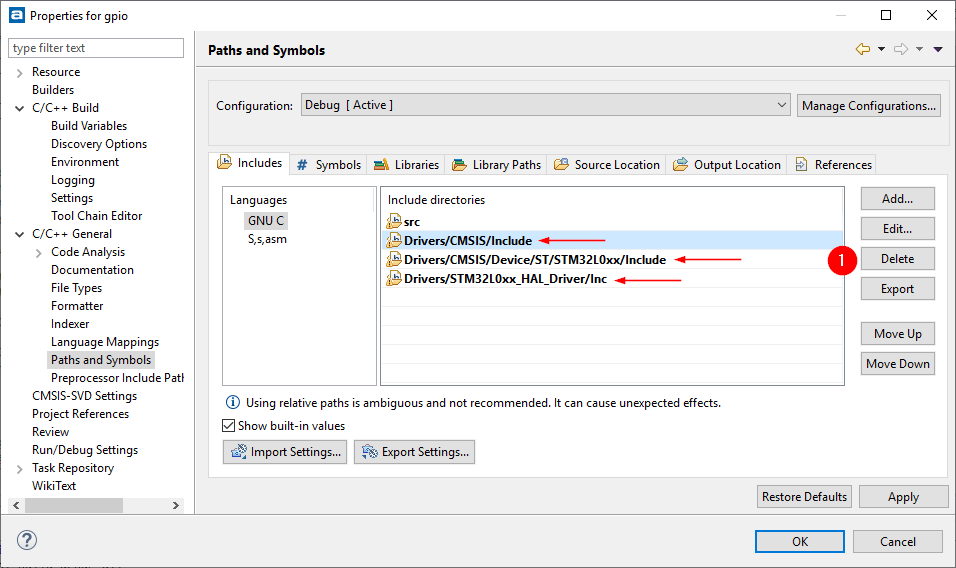 Properties for gpio
type filter text
Resource
Builders
C/C++ Build
Build Variables
Discovery Options
Environment
Logging
Settings
Tool Chain Editor
C/C++ General
Code Analysis
Documentation
File Types
Formatter
Indexer
Language Mappings
Paths and Symbols
Preprocessor Include Path
CMSIS-SVD Settings
Project References
Review
Run/Debug Settings
Task Repository
WikiText
Paths and Symbols
Configuration: Debug [ Active ] Manage Configurations...
Includes # Symbols Libraries Library Paths Source Location Output Location References
Languages
GNU C
S,s,asm
Include directories
src
Drivers/CMSIS/Include
Drivers/CMSIS/Device/ST/STM32L0xx/Include
Drivers/STM32L0xx_HAL_Driver/Inc
Add...
Edit...
1 Delete
Export
Move Up
Move Down
Using relative paths is ambiguous and not recommended. It can cause unexpected effects.
Show built-in values
Import Settings... Export Settings...
Restore Defaults Apply
OK Cancel